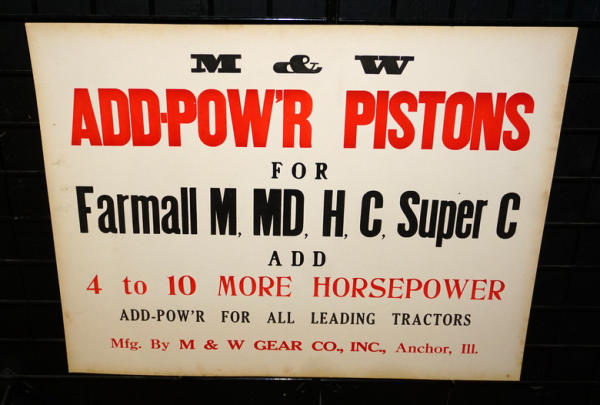 M & W
ADD-POW'R PISTONS
FOR
Farmall M, MD, H, C, Super C
ADD
4 to 10 MORE HORSEPOWER
ADD-POW'R FOR ALL LEADING TRACTORS
Mfg. By M & W GEAR CO., INC., Anchor, Ill.